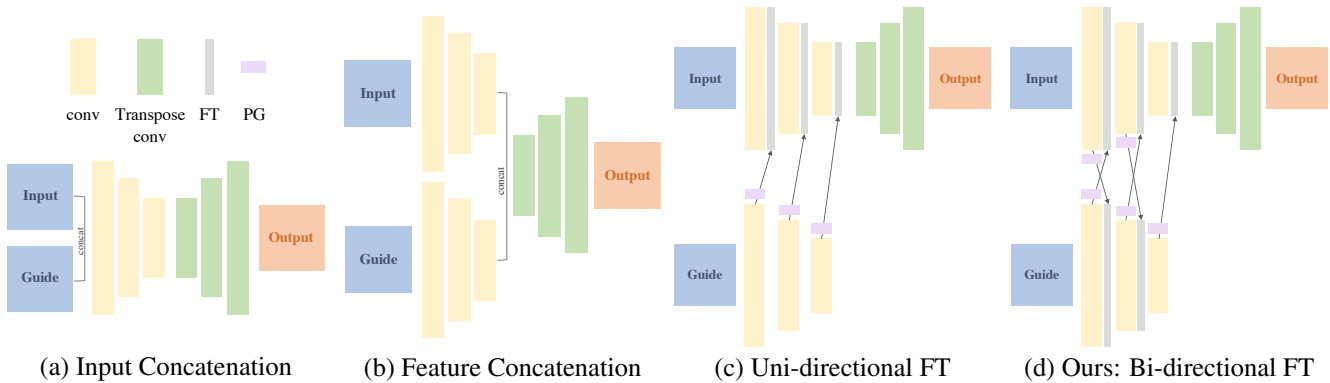 conv
Transpose
conv
FT
PG
Input
Guide
concat
Output
(a) Input Concatenation
Input
Guide
concat
Output
(b) Feature Concatenation
Input
Guide
Output
(c) Uni-directional FT
Input
Guide
Output
(d) Ours: Bi-directional FT